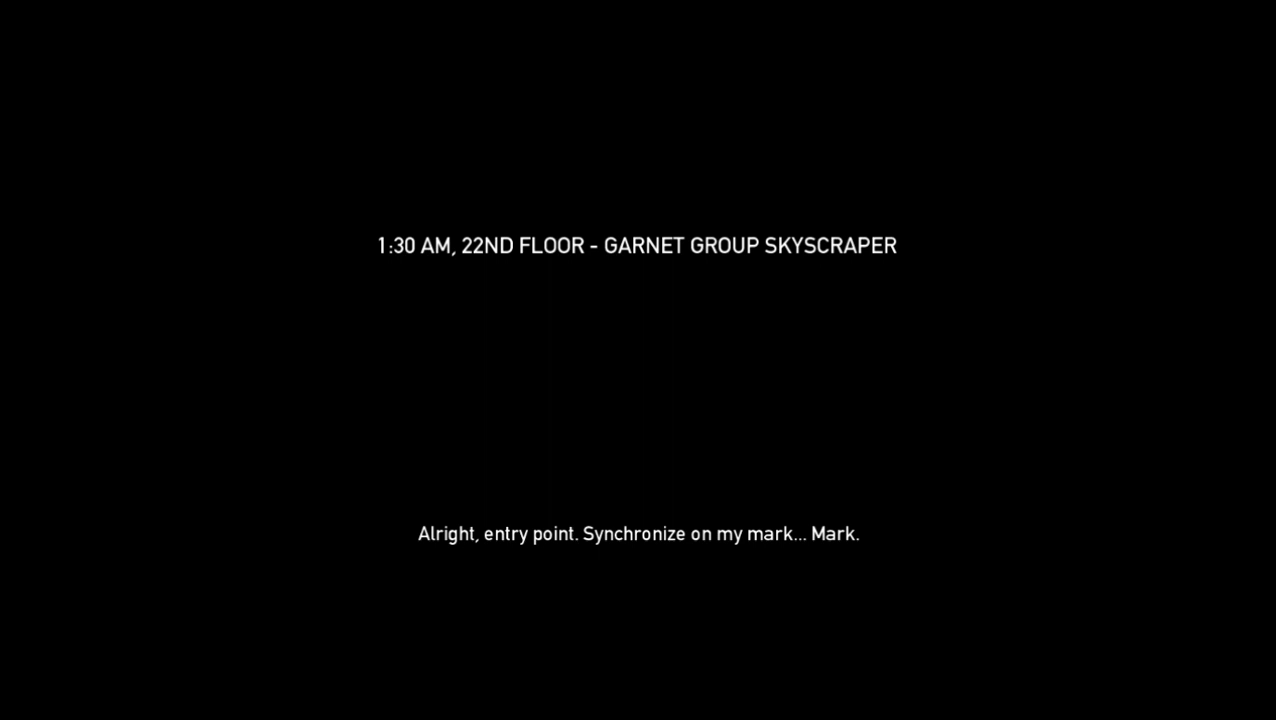 1:30 AM, 22ND FLOOR - GARNET GROUP SKYSCRAPER
Alright, entry point. Synchronize on my mark... Mark.